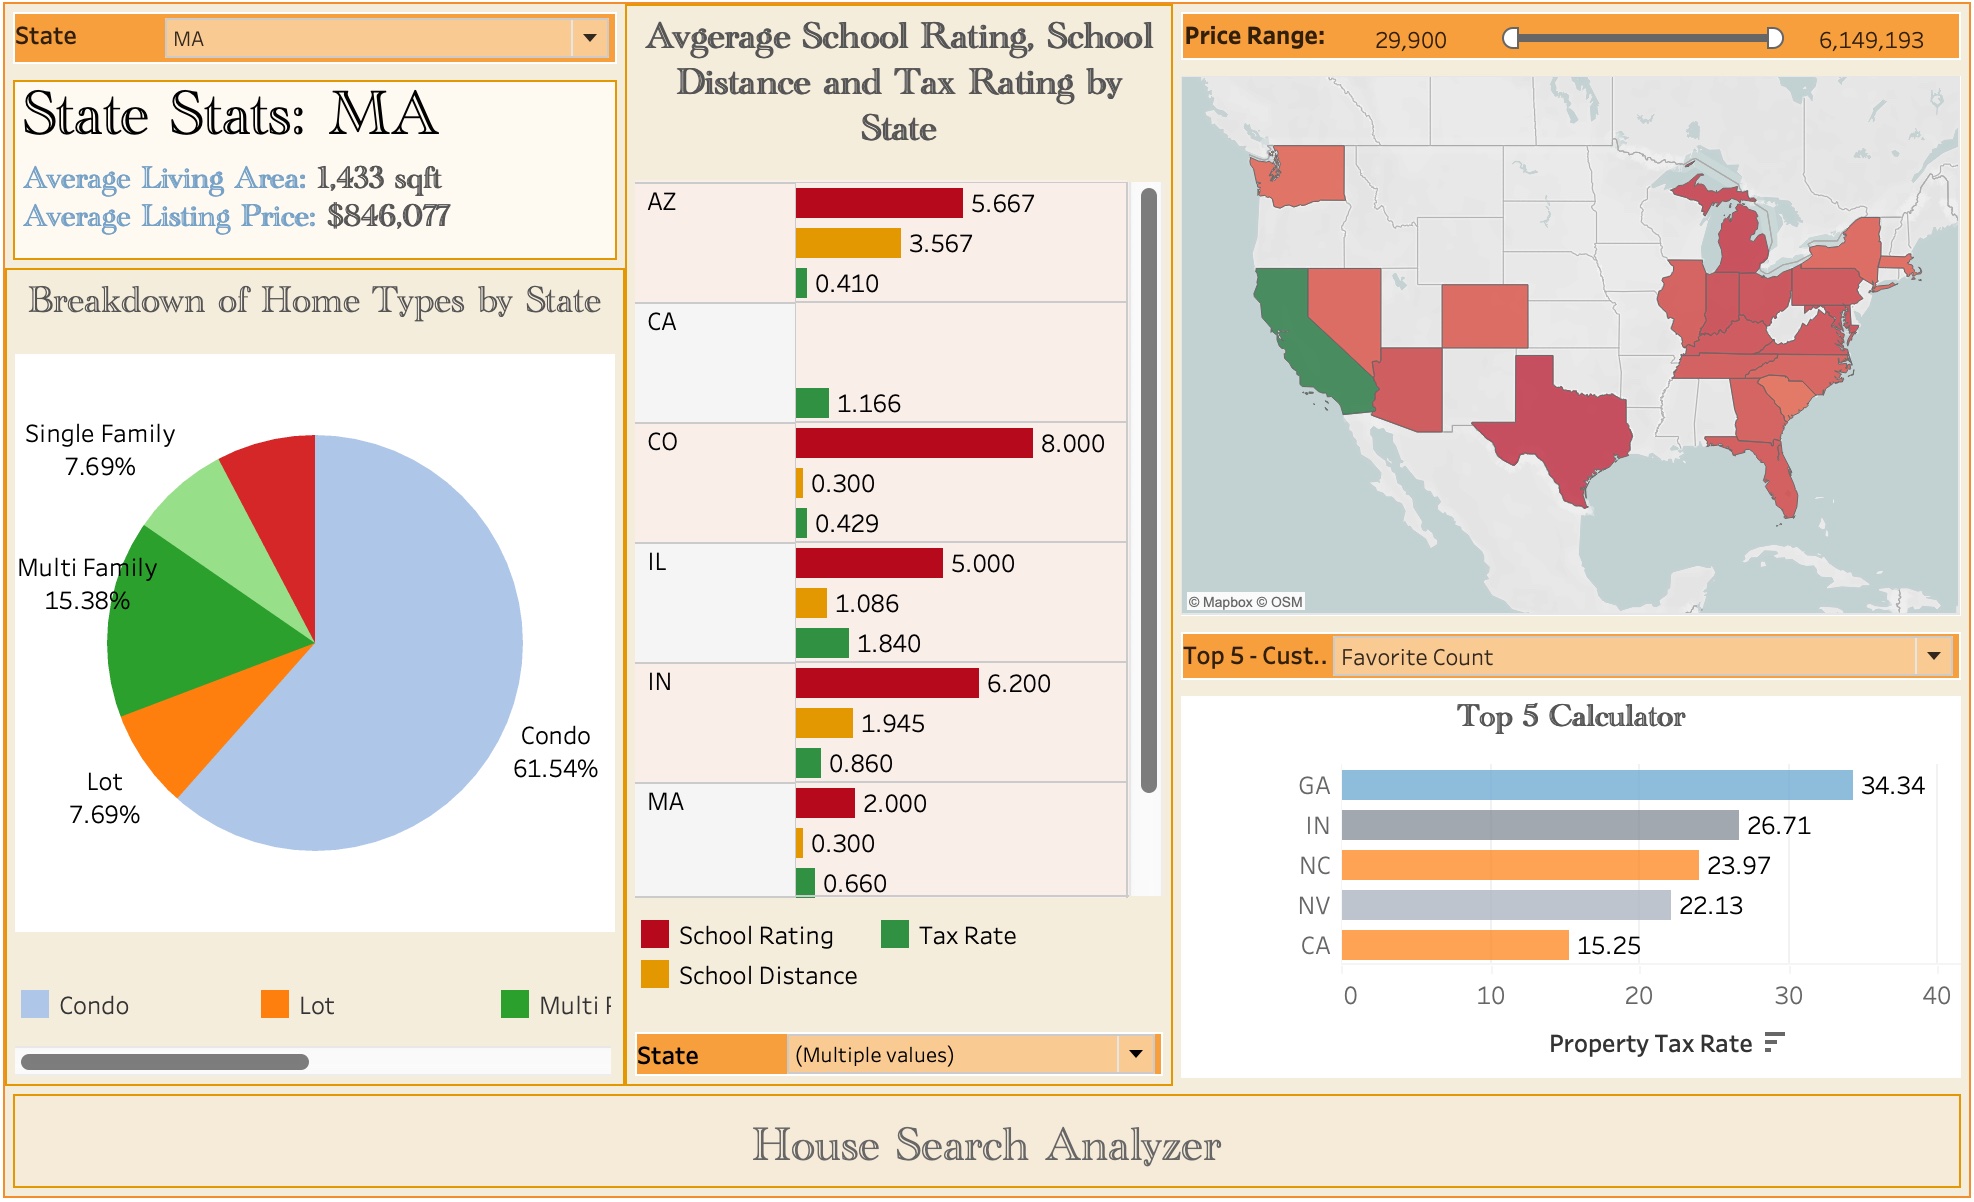 State
MA
State Stats: MA
Average Living Area: 1,433 sqft
Average Listing Price: $846,077
Breakdown of Home Types by State
Single Family
7.69%
Multi Family
15.38%
Lot
7.69%
Condo
61.54%
Condo
Lot
Multi F
Avgerage School Rating, School
Distance and Tax Rating by
State
AZ
5.667
3.567
0.410
CA
1.166
CO
8.000
0.300
0.429
IL
5.000
1.086
1.840
IN
6.200
1.945
0.860
MA
2.000
0.300
0.660
School Rating
Tax Rate
School Distance
State
(Multiple values)
Price Range:
29,900
6,149,193
© Mapbox © OSM
Top 5 - Cust..
Favorite Count
Top 5 Calculator
GA 34.34
IN 26.71
NC 23.97
NV 22.13
CA 15.25
0 10 20 30 40
Property Tax Rate
House Search Analyzer